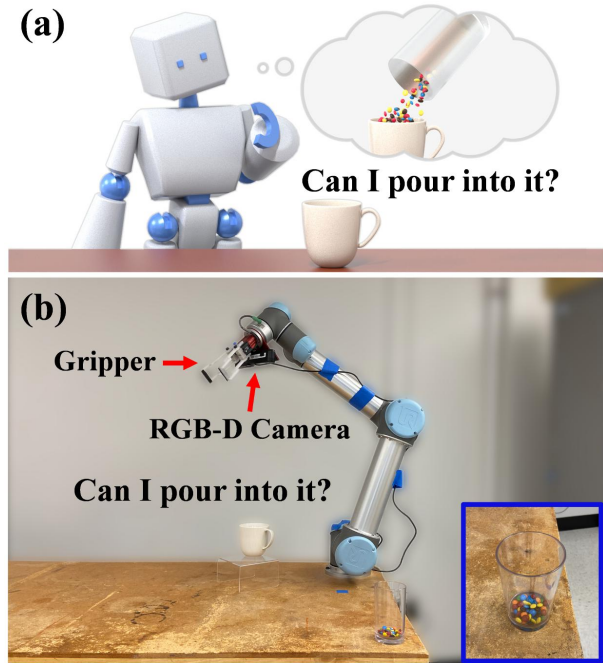 (a)
Can I pour into it?
(b)
Gripper
RGB-D Camera
Can I pour into it?